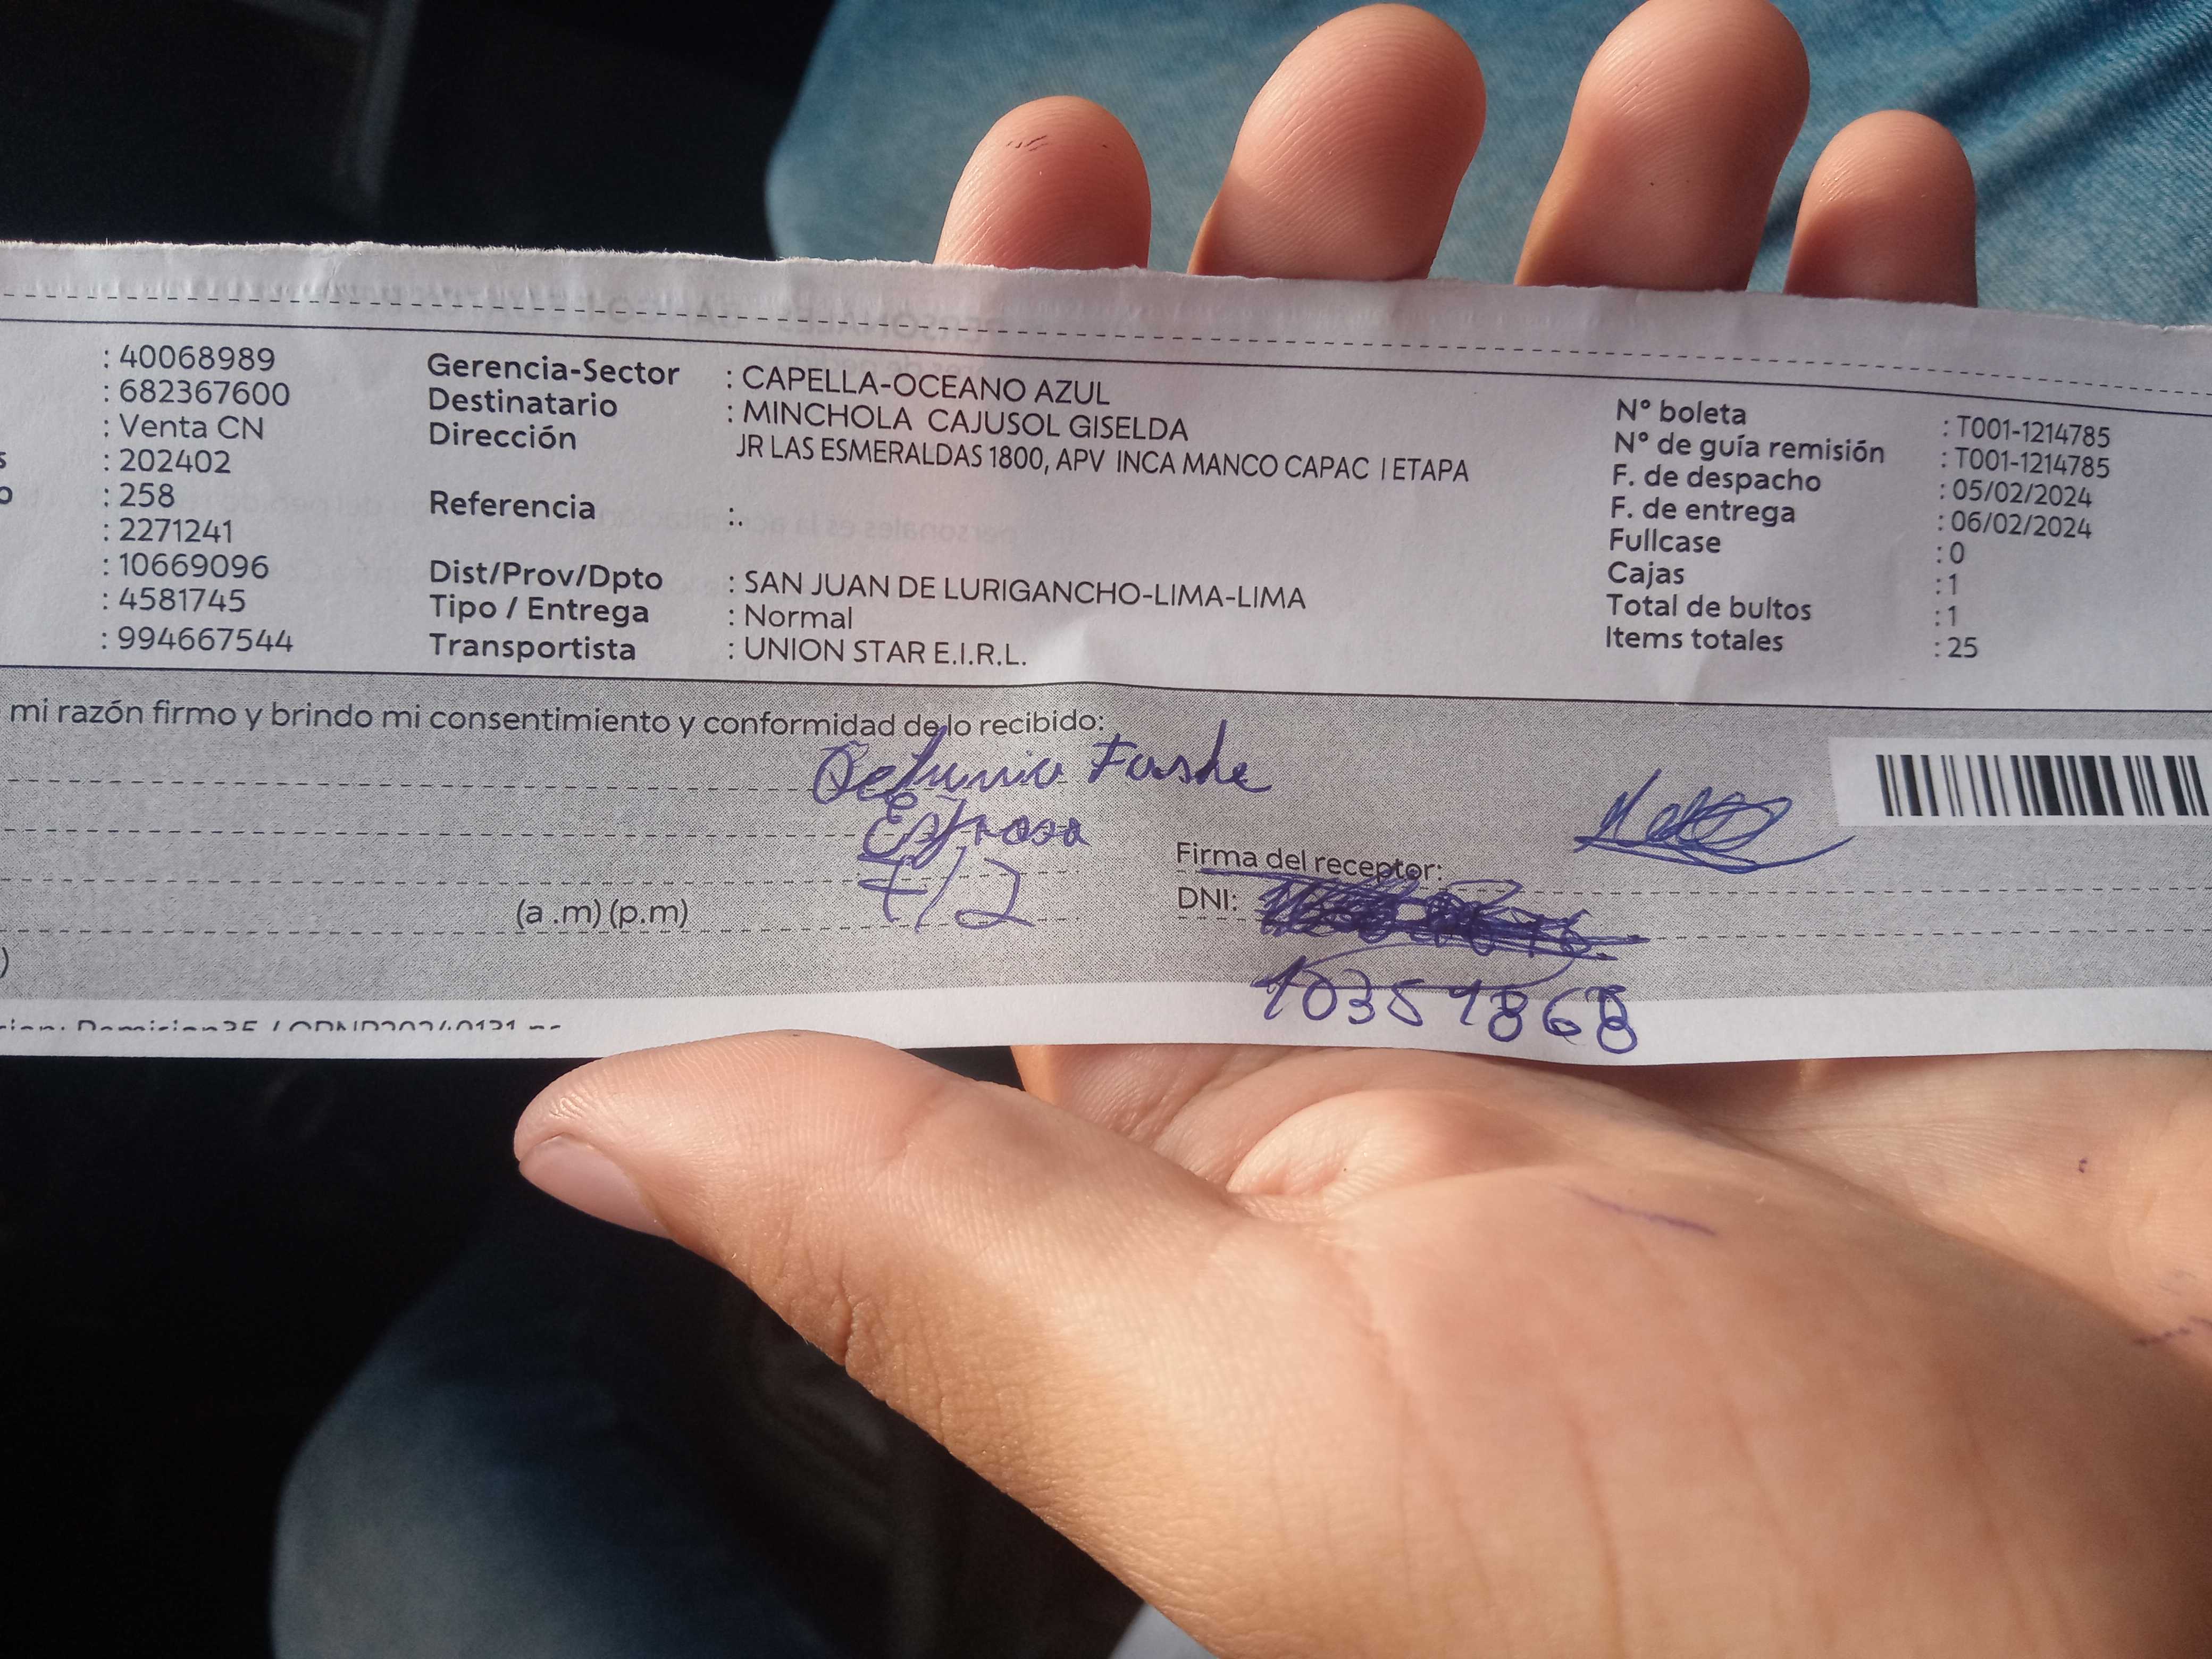 : 40068989
: 682367600
: Venta CN
s : 202402
o : 258
: 2271241
: 10669096
: 4581745
: 994667544
Gerencia-Sector : CAPELLA-OCEANO AZUL
Destinatario : MINCHOLA CAJUSOL GISELDA
Dirección JR LAS ESMERALDAS 1800, APV INCA MANCO CAPAC I ETAPA
Referencia :.
Dist/Prov/Dpto : SAN JUAN DE LURIGANCHO-LIMA-LIMA
Tipo / Entrega : Normal
Transportista : UNION STAR E.I.R.L.
N° boleta : T001-1214785
N° de guía remisión : T001-1214785
F. de despacho : 05/02/2024
F. de entrega : 06/02/2024
Fullcase : 0
Cajas : 1
Total de bultos : 1
Items totales : 25
mi razón firmo y brindo mi consentimiento y conformidad de lo recibido:
7/2
(a .m) (p.m)
Firma del receptor:
DNI:
)